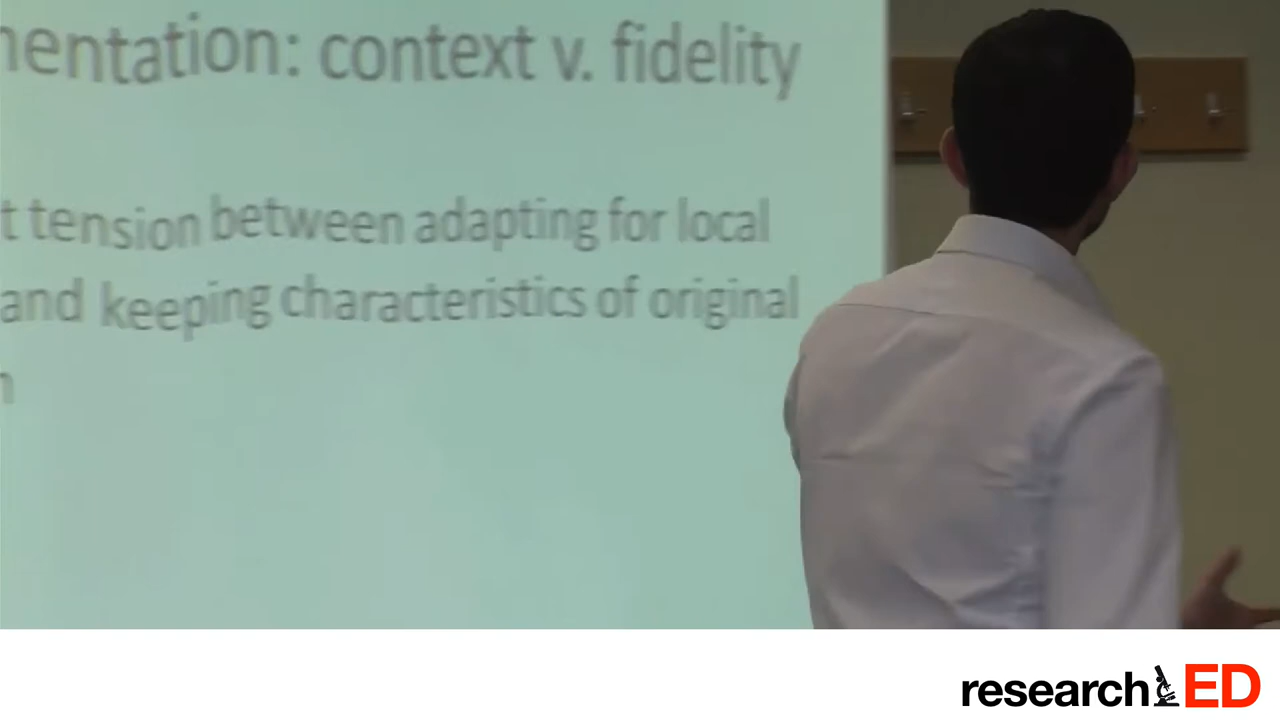 nentation: context v. fidelity
t tension between adapting for local
and keeping characteristics of original
n
researchED